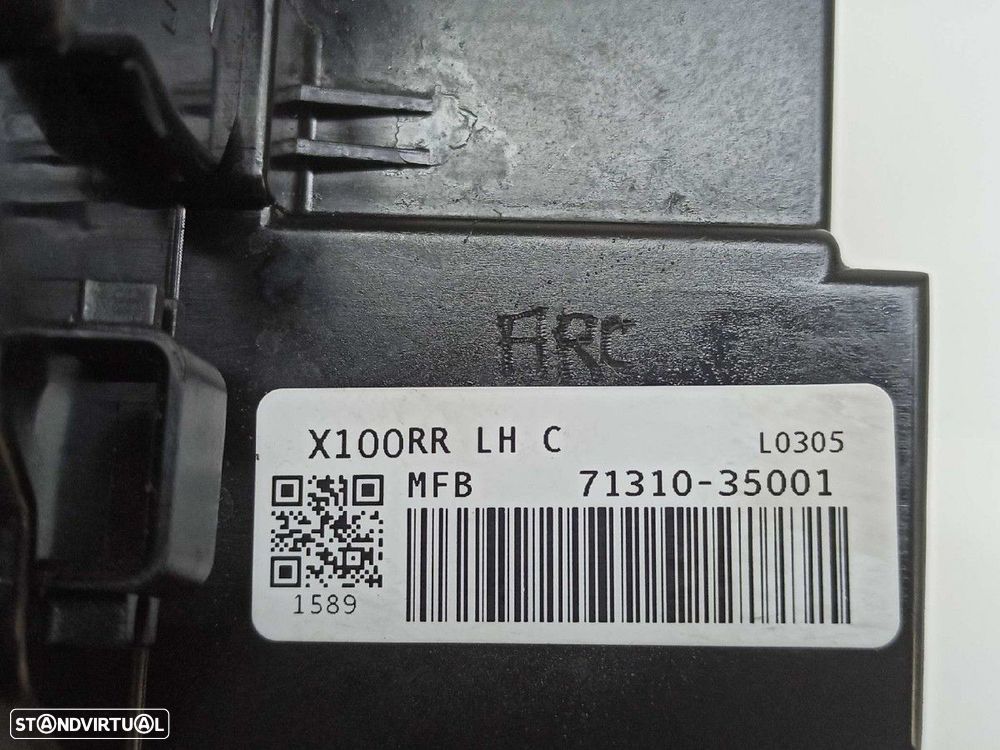 ARC
X100RR LH C L0305
MFB 71310-35001
1589
STANDVIRTUAL